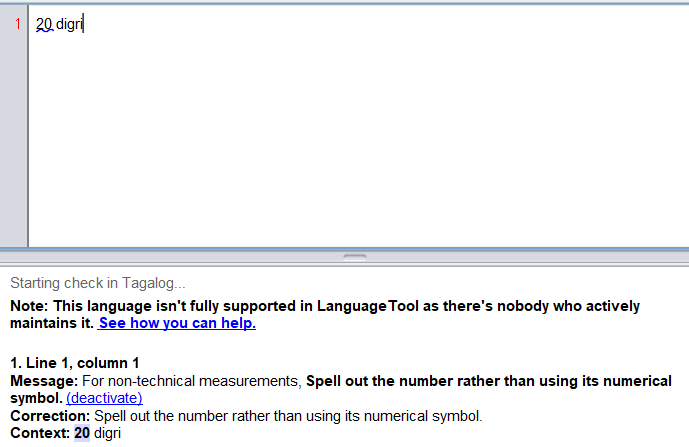 1 20 digri
Starting check in Tagalog...
Note: This language isn't fully supported in LanguageTool as there's nobody who actively
maintains it. See how you can help.
1. Line 1, column 1
Message: For non-technical measurements, Spell out the number rather than using its numerical
symbol. (deactivate)
Correction: Spell out the number rather than using its numerical symbol.
Context: 20 digri